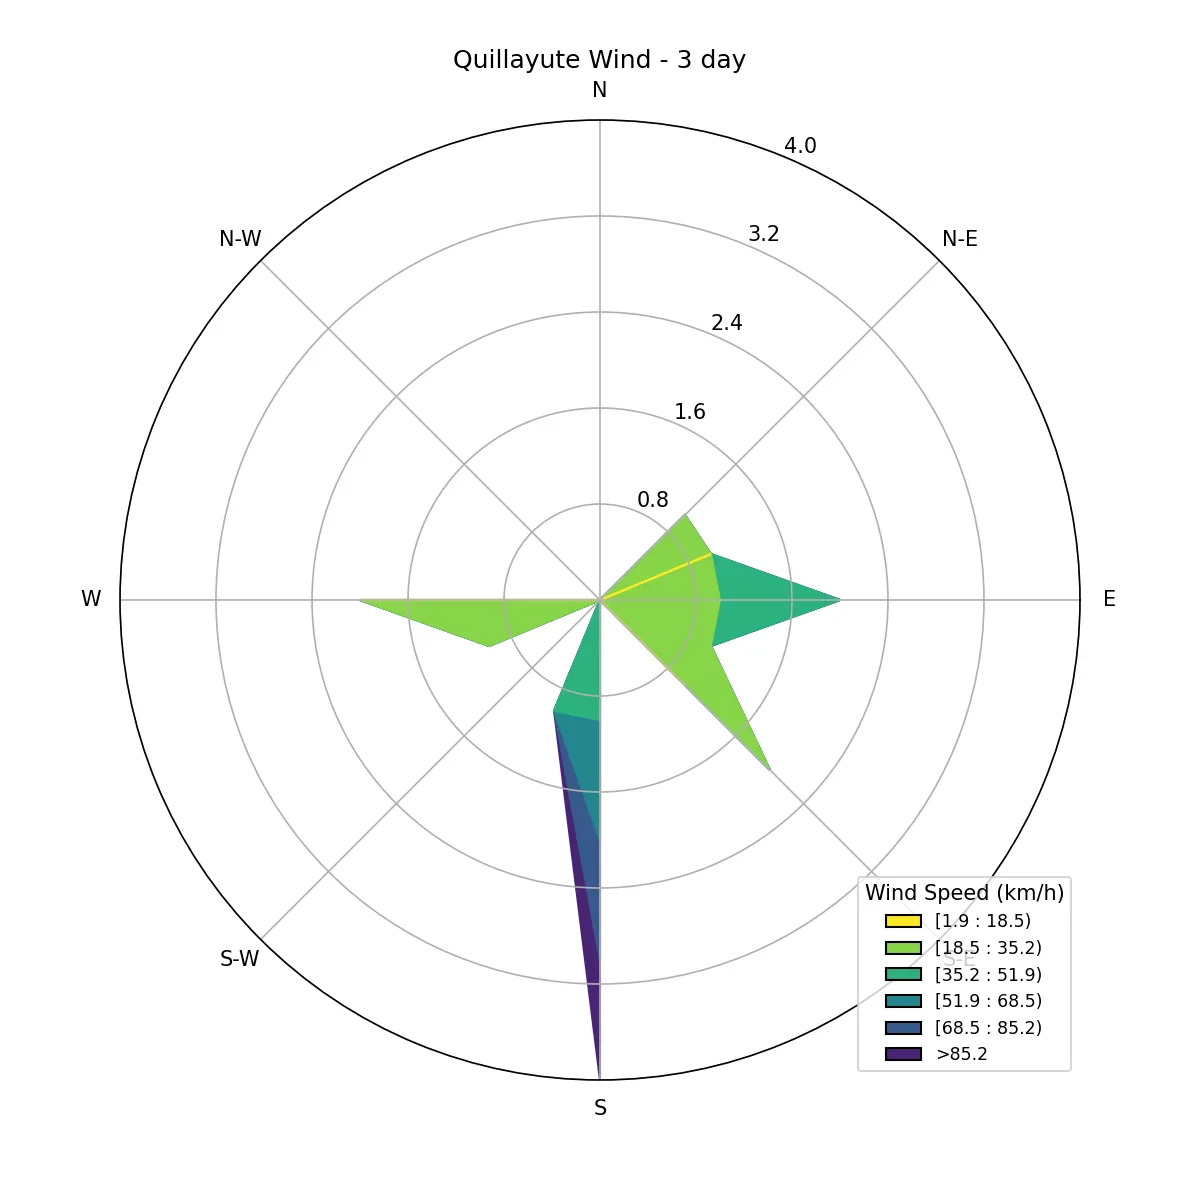 Quillayute Wind - 3 day
N
4.0
N-W
3.2
N-E
2.4
1.6
0.8
W
E
S-W
S-E
S
Wind Speed (km/h)
[1.9 : 18.5)
[18.5 : 35.2)
[35.2 : 51.9)
[51.9 : 68.5)
[68.5 : 85.2)
>85.2